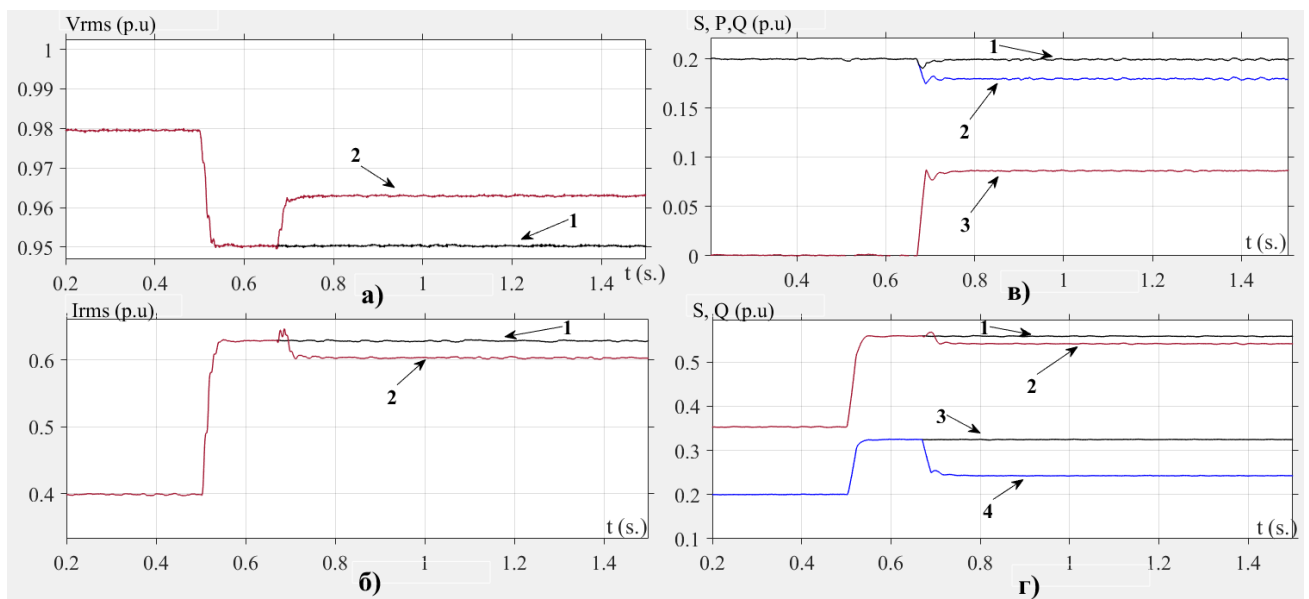 Vrms (p.u)
1
0.99
0.98
0.97
0.96
0.95
2
1
0.2 0.4 0.6 0.8 1 1.2 1.4
t (s.)
а)
S, P,Q (p.u)
0.2
0.15
0.1
0.05
0
1
2
3
t (s.)
0.4 0.6 0.8 1 1.2 1.4
в)
Irms (p.u)
0.6
0.5
0.4
1
2
t (s.)
0.2 0.4 0.6 0.8 1 1.2 1.4
б)
S, Q (p.u)
0.5
0.4
0.3
0.2
0.1
1
2
3
4
t (s.)
0.2 0.4 0.6 0.8 1 1.2 1.4
г)